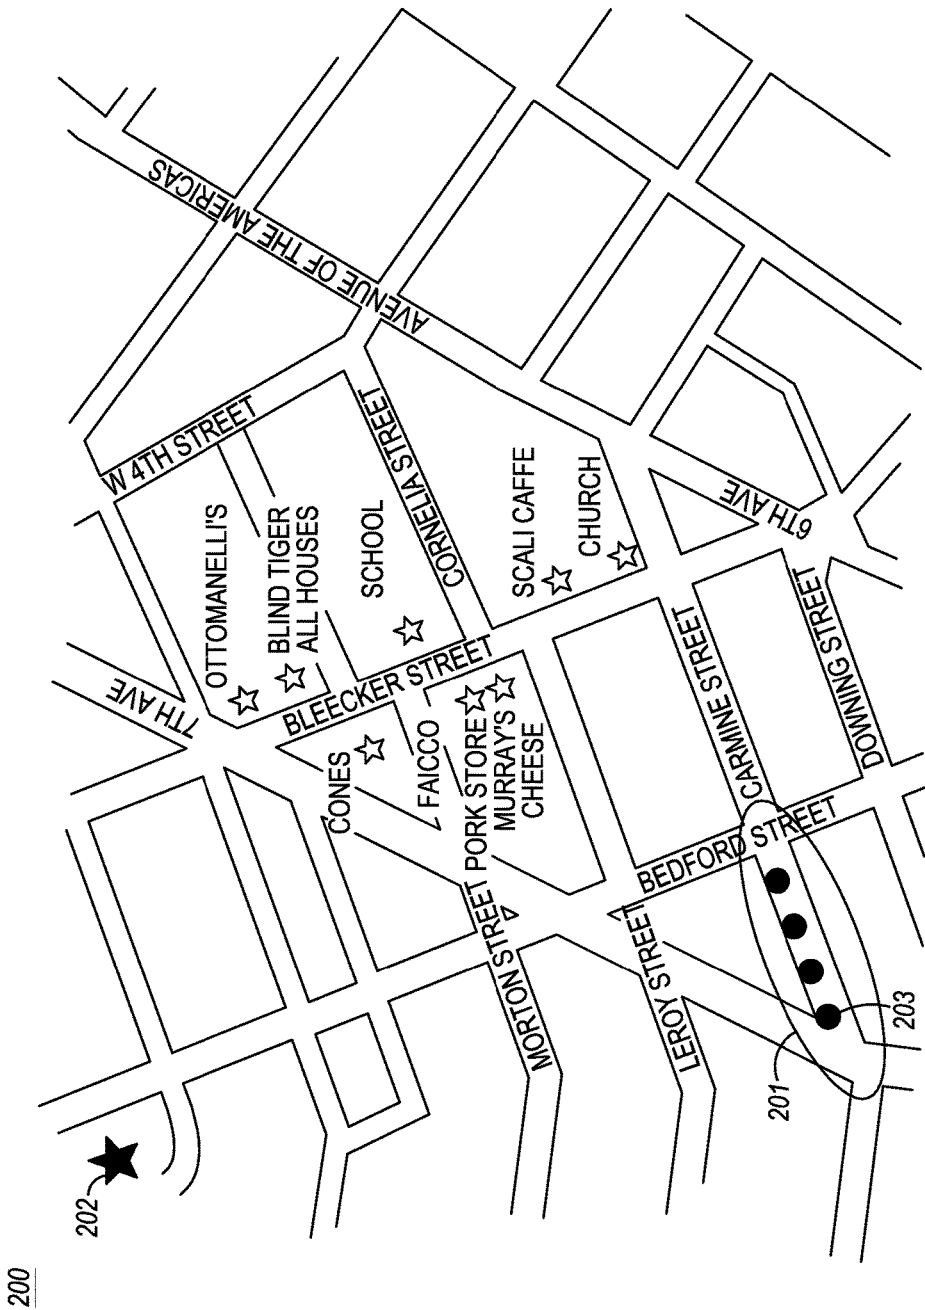 200
202
AVENUE OF THE AMERICAS
W 4TH STREET
7TH AVE
OTTOMANELLI'S
BLIND TIGER
ALL HOUSES
SCHOOL
CORNELIA STREET
BLEECKER STREET
CONES
FAICCO
PORK STORE
MURRAY'S
CHEESE
SCALI CAFFE
CHURCH
6TH AVE
MORTON STREET
LEROY STREET
BEDFORD STREET
CARMINE STREET
DOWNING STREET
201
203